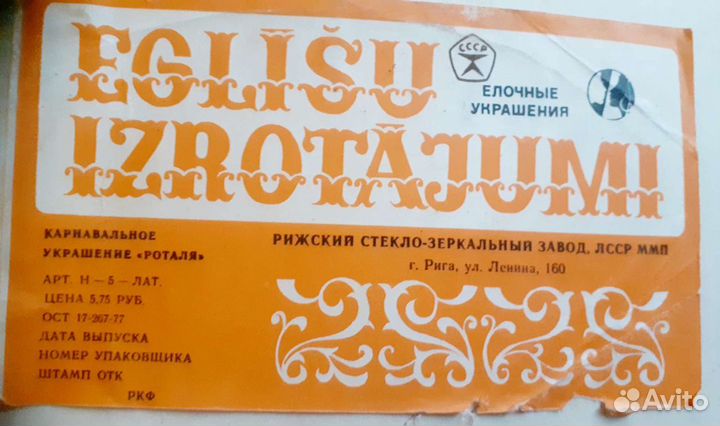 EGLĪŠU
IZROTĀJUMI
СССР
ЕЛОЧНЫЕ
УКРАШЕНИЯ
КАРНАВАЛЬНОЕ
УКРАШЕНИЕ «РОТАЛЯ»
АРТ. Н — 5 — ЛАТ.
ЦЕНА 5,75 РУБ.
ОСТ 17-267-77
ДАТА ВЫПУСКА
НОМЕР УПАКОВЩИКА
ШТАМП ОТК
РКФ
РИЖСКИЙ СТЕКЛО-ЗЕРКАЛЬНЫЙ ЗАВОД, ЛССР ММП
г. Рига, ул. Ленина, 160
Avito